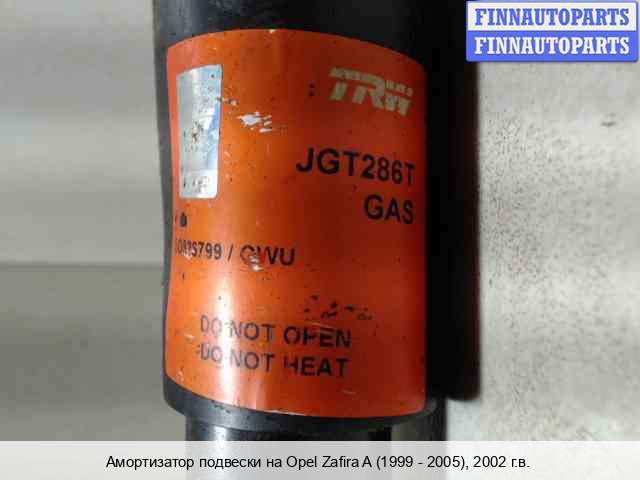 FINNAUTOPARTS
FINNAUTOPARTS
TRW
JGT286T
GAS
/ GWU
DO NOT OPEN
DO NOT HEAT
Амортизатор подвески на Opel Zafira A (1999 - 2005), 2002 г.в.